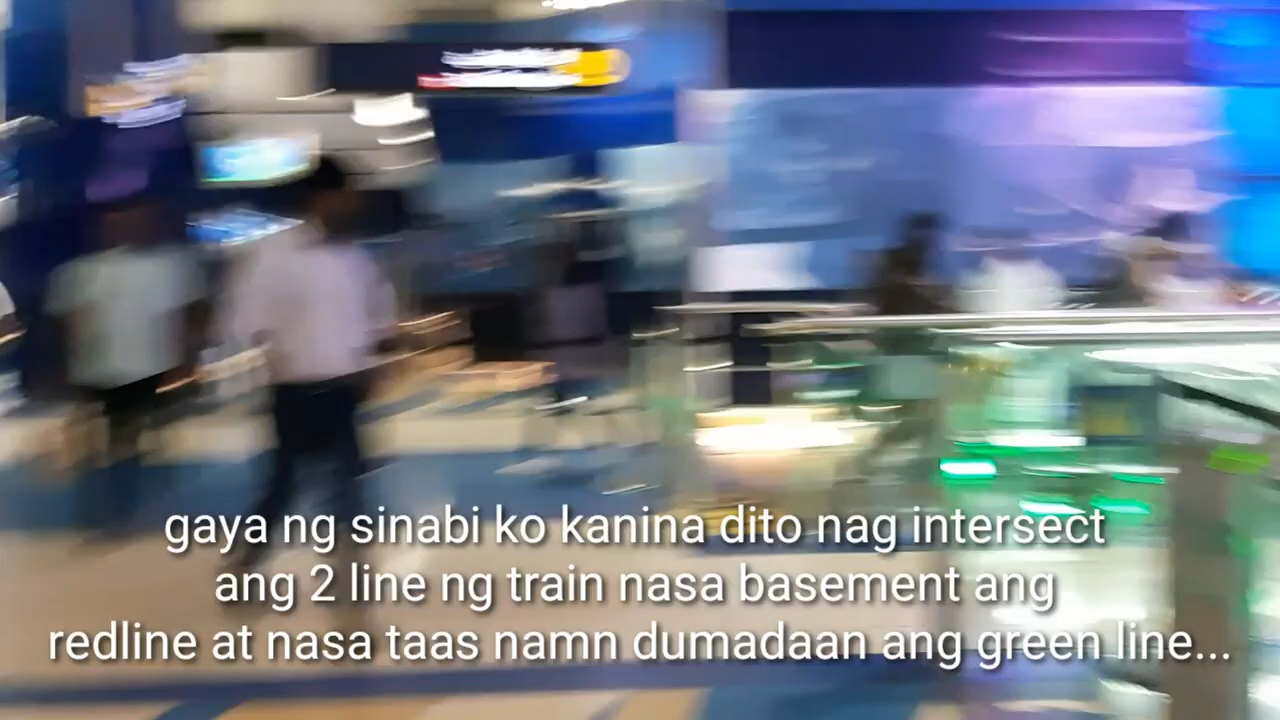 gaya ng sinabi ko kanina dito nag intersect
ang 2 line ng train nasa basement ang
redline at nasa taas namn dumadaan ang green line...